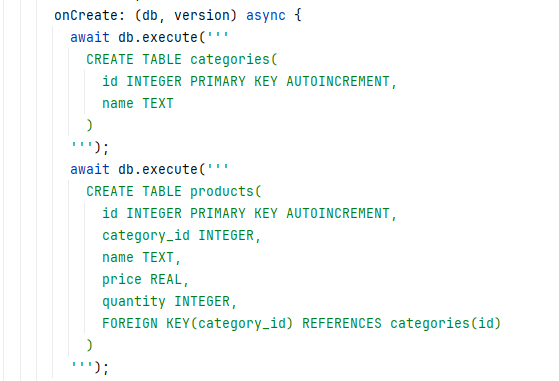 onCreate: (db, version) async {
await db.execute('''
CREATE TABLE categories(
id INTEGER PRIMARY KEY AUTOINCREMENT,
name TEXT
)
''');
await db.execute('''
CREATE TABLE products(
id INTEGER PRIMARY KEY AUTOINCREMENT,
category_id INTEGER,
name TEXT,
price REAL,
quantity INTEGER,
FOREIGN KEY(category_id) REFERENCES categories(id)
)
''');